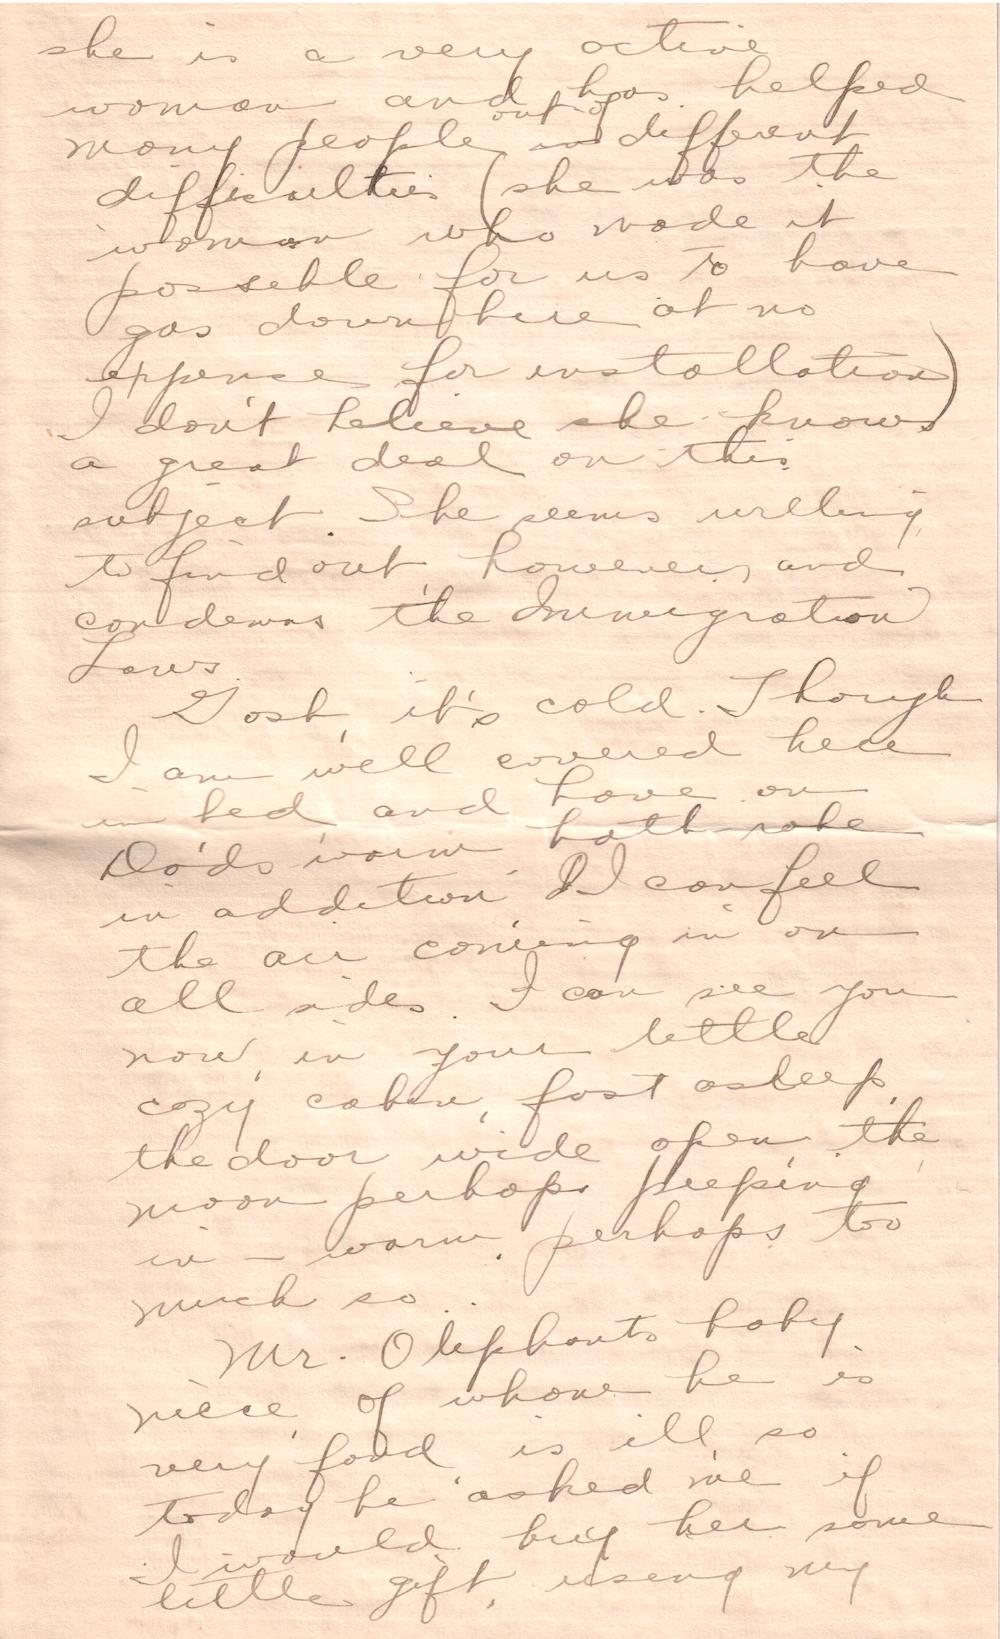 she is a very active
woman and has helped
many people out of in different
difficulties (she was the
woman who made it
posseble for us to have
gas down here at no
expense for installation)
I don't believe she knows
a great deal on this
subject. She seems willing
to find out, however, and
condemns the Immigration
Laws.
Gosh, it's cold. Though
I am well covered here
in bed and have on
Dad's warm bath-robe
in addition I can feel
the air coming in on
all sides. I can see you
now, in your little
cozy cabin, fast asleep,
the door wide open, the
moon perhaps peeping
in – warm, perhaps too
much so..
Mr. Oliphants baby
niece, of whome he is
very fond, is ill, so
today he asked me if
I would buy her some
little gift, using my